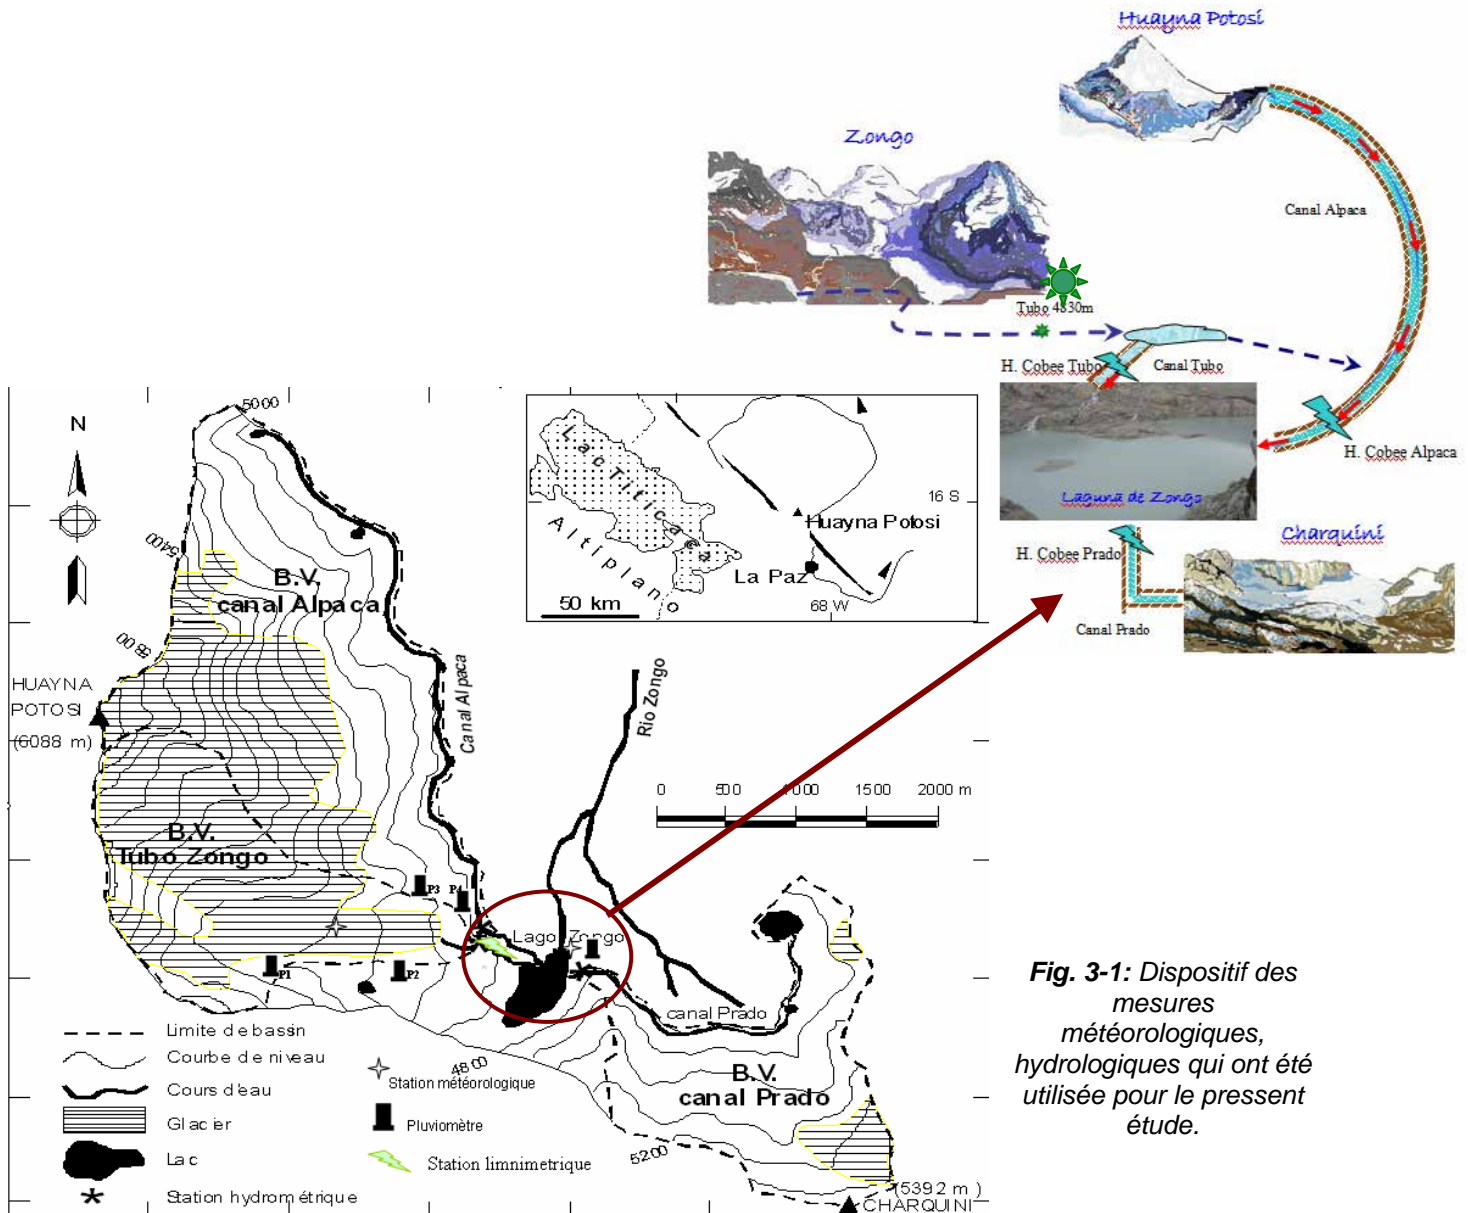 Huayna Potosi
Zongo
Canal Alpaca
Tubo 4830m
H. Cobee Tubo
Canal Tubo
H. Cobee Alpaca
Laguna de Zongo
H. Cobee Prado
Charquini
Canal Prado
N
5000
5400
5800
B.V.
canal Alpaca
HUAYNA
POTOSI
(6088 m)
Canal Alpaca
Rio Zongo
Lac Titicaca
Altiplano
16 S
Huayna Potosi
La Paz
50 km
68 W
0 500 1000 1500 2000 m
B.V.
Tubo Zongo
P3 P4
Lago Zongo
P1 P2
canal Prado
4800
B.V.
canal Prado
5200
(5392 m)
CHARQUINI
Limite de bassin
Courbe de niveau
Cours d'eau
Glacier
Lac
Station hydrométrique
Station météorologique
Pluviomètre
Station limnimetrique
Fig. 3-1: Dispositif des
mesures
météorologiques,
hydrologiques qui ont été
utilisée pour le pressent
étude.